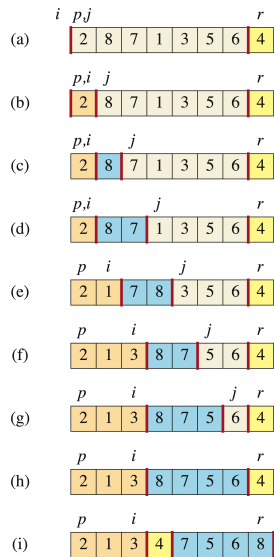 i p,j r
(a) 2 8 7 1 3 5 6 4
p,i j r
(b) 2 8 7 1 3 5 6 4
p,i j r
(c) 2 8 7 1 3 5 6 4
p,i j r
(d) 2 8 7 1 3 5 6 4
p i j r
(e) 2 1 7 8 3 5 6 4
p i j r
(f) 2 1 3 8 7 5 6 4
p i j r
(g) 2 1 3 8 7 5 6 4
p i r
(h) 2 1 3 8 7 5 6 4
p i r
(i) 2 1 3 4 7 5 6 8